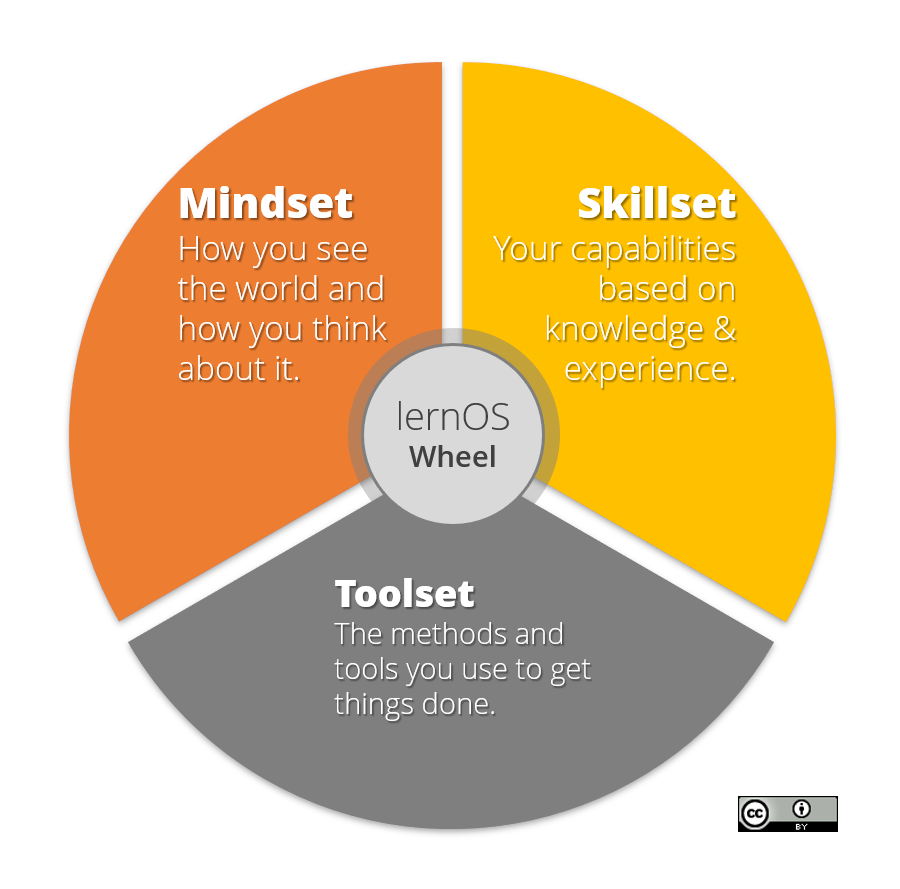 Mindset
How you see
the world and
how you think
about it.
Skillset
Your capabilities
based on
knowledge &
experience.
lernOS
Wheel
Toolset
The methods and
tools you use to get
things done.
cc
BY